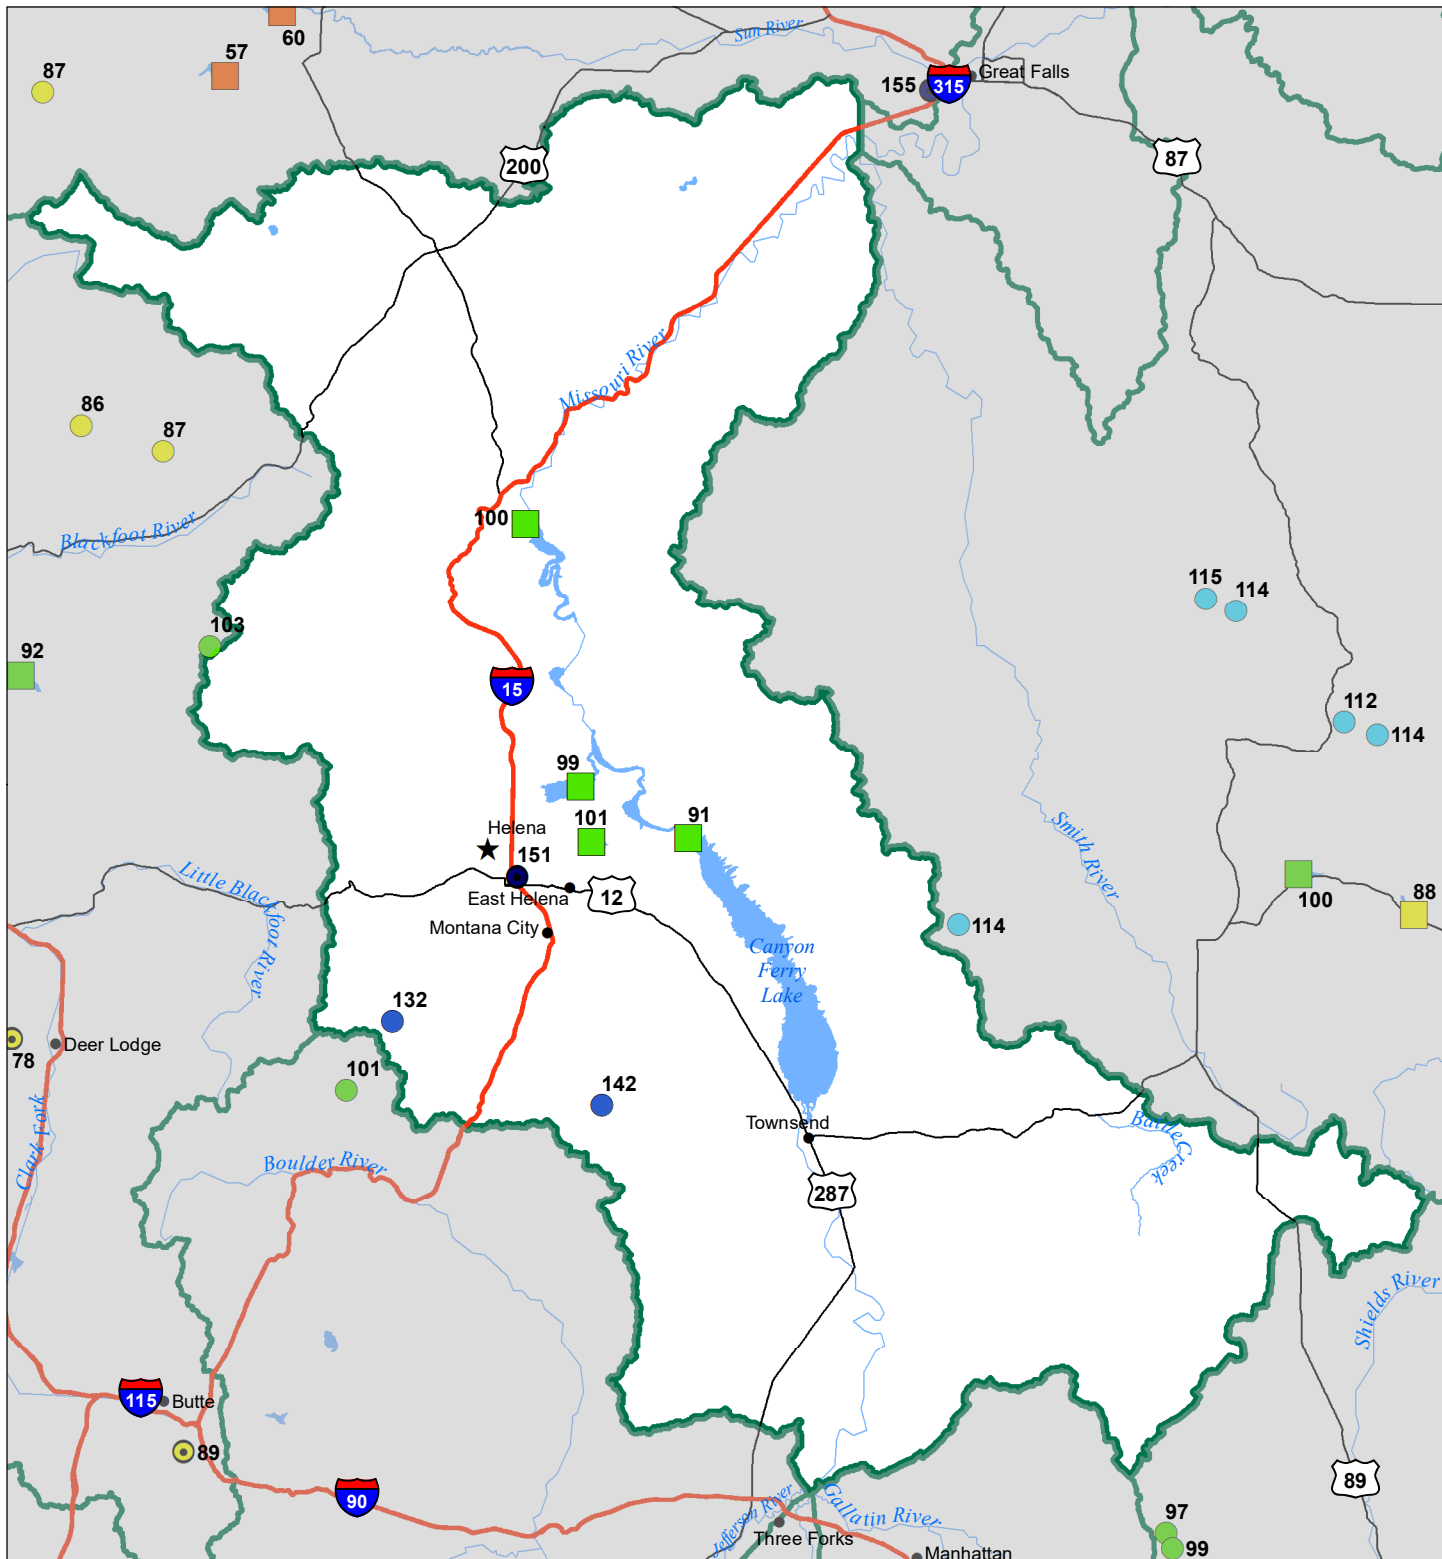 60
57
87
Sun River
155
315
Great Falls
200
87
Missouri River
86
87
100
Blackfoot River
115
114
103
92
15
112
114
99
91
101
Helena
151
Smith River
Little Blackfoot River
East Helena
12
100
88
Montana City
114
Canyon
Ferry
Lake
132
Deer Lodge
78
101
142
Clark Fork
Townsend
Battle Creek
Boulder River
287
Shields River
115
Butte
89
90
89
Jefferson River
Gallatin River
97
Three Forks
99
Manhattan